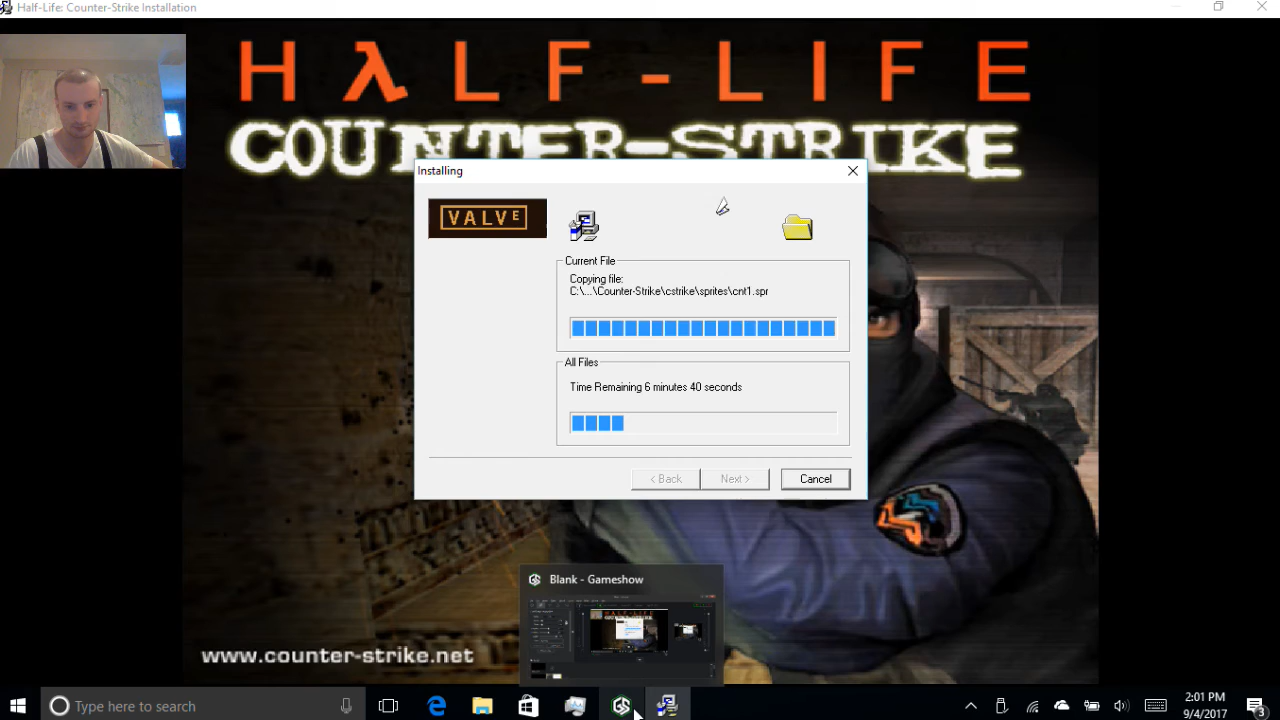 Half-Life: Counter-Strike Installation
HλLF-LIFE
COUNTER-STRIKE
Installing
VALVE
Current File
Copying file:
C:\...\Counter-Strike\cstrike\sprites\cnt1.spr
All Files
Time Remaining 6 minutes 40 seconds
< Back
Next >
Cancel
Blank - Gameshow
www.counter-strike.net
Type here to search
2:01 PM
9/4/2017
3